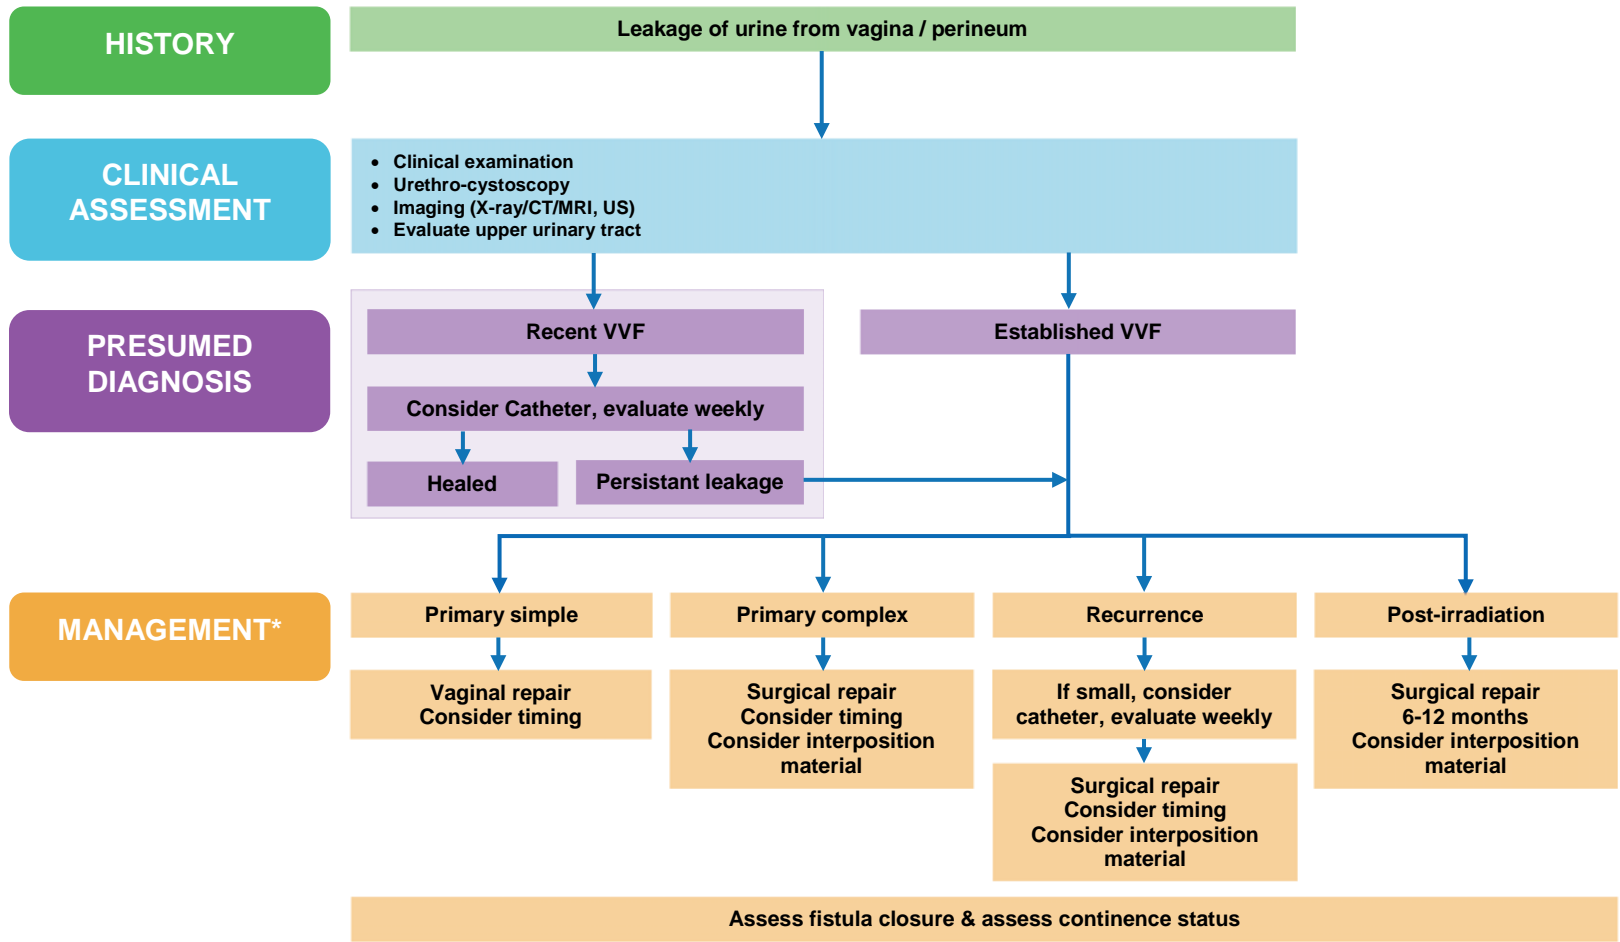 HISTORY
Leakage of urine from vagina / perineum
CLINICAL
ASSESSMENT
• Clinical examination
• Urethro-cystoscopy
• Imaging (X-ray/CT/MRI, US)
• Evaluate upper urinary tract
PRESUMED
DIAGNOSIS
Recent VVF
Established VVF
Consider Catheter, evaluate weekly
Healed
Persistant leakage
MANAGEMENT*
Primary simple
Primary complex
Recurrence
Post-irradiation
Vaginal repair
Consider timing
Surgical repair
Consider timing
Consider interposition
material
If small, consider
catheter, evaluate weekly
Surgical repair
Consider timing
Consider interposition
material
Surgical repair
6-12 months
Consider interposition
material
Assess fistula closure & assess continence status